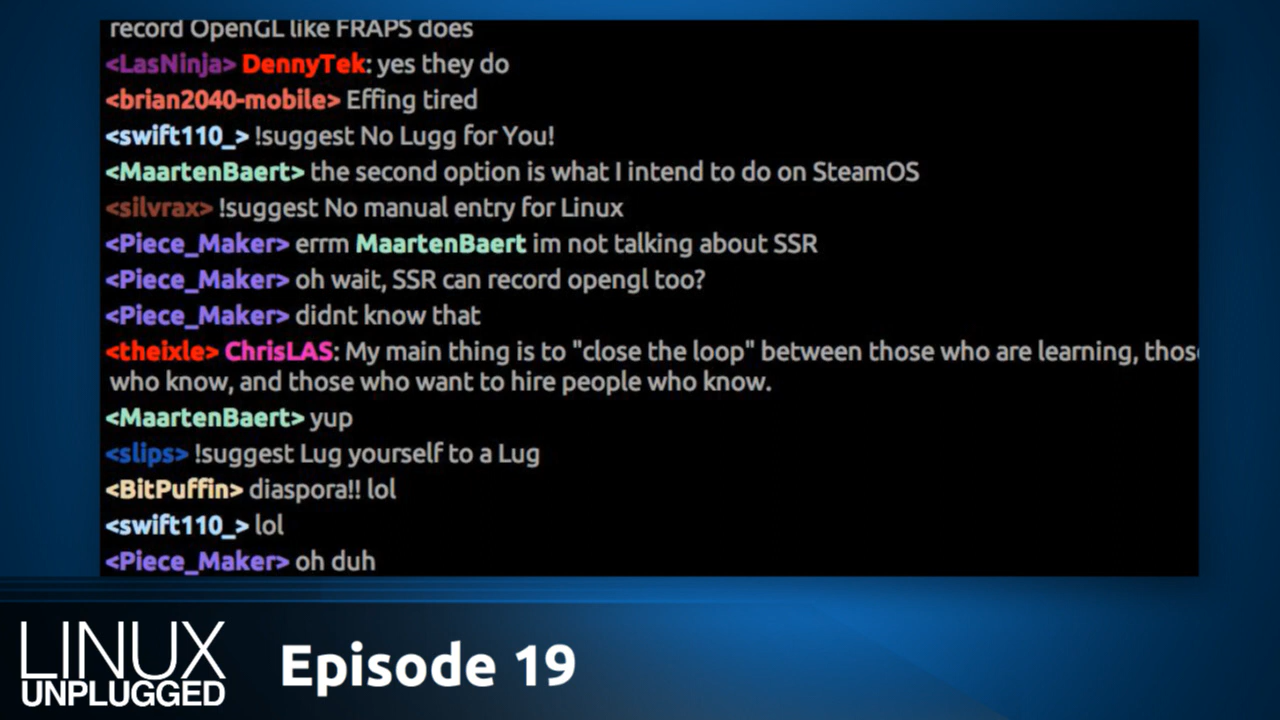 record OpenGL like FRAPS does
<LasNinja> DennyTek: yes they do
<brian2040-mobile> Effing tired
<swift110_> !suggest No Lugg for You!
<MaartenBaert> the second option is what I intend to do on SteamOS
<silvrax> !suggest No manual entry for Linux
<Piece_Maker> errm MaartenBaert im not talking about SSR
<Piece_Maker> oh wait, SSR can record opengl too?
<Piece_Maker> didnt know that
<theixle> ChrisLAS: My main thing is to "close the loop" between those who are learning, thos
who know, and those who want to hire people who know.
<MaartenBaert> yup
<slips> !suggest Lug yourself to a Lug
<BitPuffin> diaspora!! lol
<swift110_> lol
<Piece_Maker> oh duh
LINUX
UNPLUGGED
Episode 19